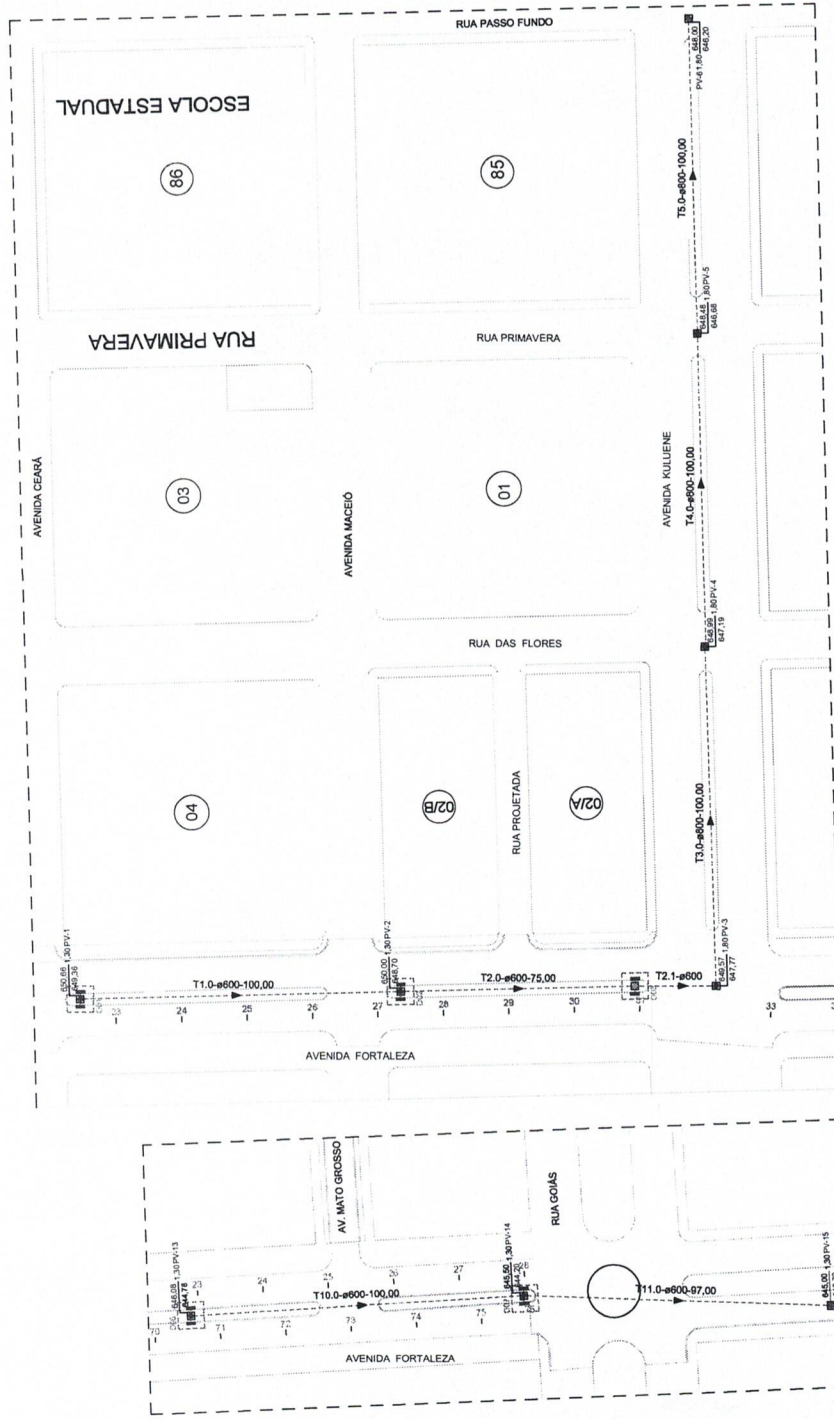 RUA PASSO FUNDO
ESCOLA ESTADUAL
86
85
PV-6
1,80
648,00
646,20
T5.0-ø800-100,00
AVENIDA CEARÁ
RUA PRIMAVERA
RUA PRIMAVERA
648,48
1,80
PV-5
646,68
03
AVENIDA MACEIÓ
01
AVENIDA KULUENE
T4.0-ø800-100,00
RUA DAS FLORES
648,99
1,80
PV-4
647,19
04
02/B
RUA PROJETADA
02/A
T3.0-ø800-100,00
650,66
1,30
PV-1
649,36
T1.0-ø600-100,00
650,00
1,30
PV-2
648,70
T2.0-ø600-75,00
T2.1-ø600
649,57
1,80
PV-3
647,77
23
24
25
26
27
28
29
30
33
AVENIDA FORTALEZA
AV. MATO GROSSO
RUA GOIÁS
646,08
1,30
PV-13
644,78
23
24
25
26
27
28
645,50
1,30
PV-14
644,20
T10.0-ø600-100,00
T11.0-ø600-97,00
645,00
1,30
PV-15
70
71
72
73
74
75
AVENIDA FORTALEZA